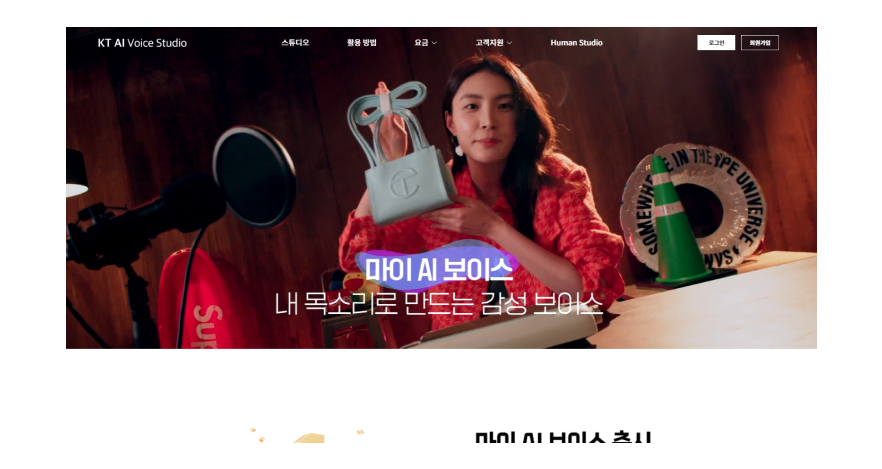 KT AI Voice Studio
스튜디오 활용 방법 요금 고객지원 Human Studio
로그인 회원가입
SOMEWHERE IN THE UNIVERSE
Sup
마이 AI 보이스
내 목소리로 만드는 감성 보이스
마이 AI 보이스 출시